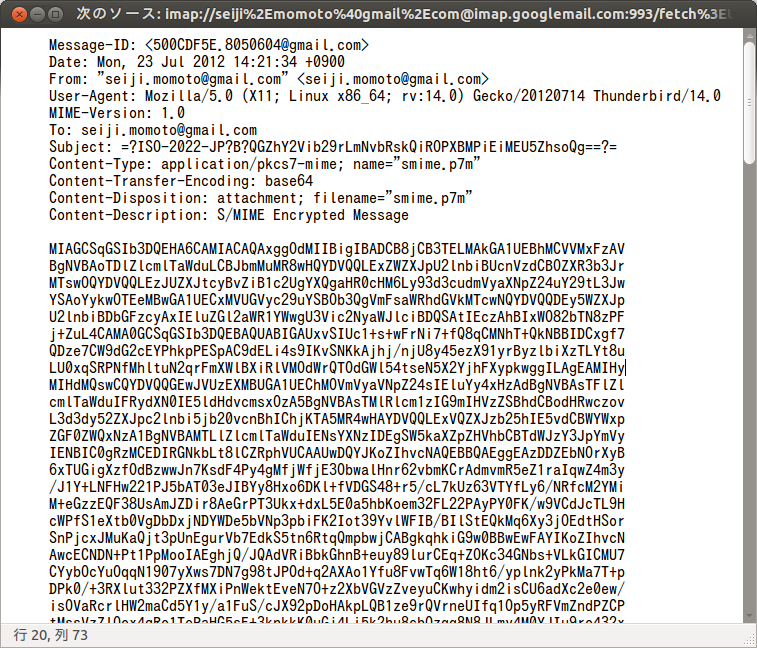 次のソース: imap://seiji%2Emomoto%40gmail%2Ecom@imap.googlemail.com:993/fetch%3E
Message-ID: <500CDF5E.8050604@gmail.com>
Date: Mon, 23 Jul 2012 14:21:34 +0900
From: "seiji.momoto@gmail.com" <seiji.momoto@gmail.com>
User-Agent: Mozilla/5.0 (X11; Linux x86_64; rv:14.0) Gecko/20120714 Thunderbird/14.0
MIME-Version: 1.0
To: seiji.momoto@gmail.com
Subject: =?ISO-2022-JP?B?QGZhY2Vib29rLmNvbRskQiROPXBMPiEiMEU5ZhsoQg==?=
Content-Type: application/pkcs7-mime; name="smime.p7m"
Content-Transfer-Encoding: base64
Content-Disposition: attachment; filename="smime.p7m"
Content-Description: S/MIME Encrypted Message
MIAGCSqGSIb3DQEHA6CAMIACAQAxggOdMIIBigIBADCB8jCB3TELMAkGA1UEBhMCVVMxFzAV
BgNVBAoTDlZlcmlTaWduLCBJbmMuMR8wHQYDVQQLExZWZXJpU2lnbiBUcnVzdCBOZXR3b3Jr
MTswOQYDVQQLEzJUZXJtcyBvZiB1c2UgYXQgaHR0cHM6Ly93d3cudmVyaXNpZ24uY29tL3Jw
YSAoYykwOTEeMBwGA1UECxMVUGVyc29uYSBOb3QgVmFsaWRhdGVkMTcwNQYDVQQDEy5WZXJp
U2lnbiBDbGFzcyAxIEluZGl2aWR1YWwgU3Vic2NyaWJlciBDQSAtIEczAhBIxWO82bTN8zPF
j+ZuL4CAMA0GCSqGSIb3DQEBAQUABIGAUxvSIUc1+s+wFrNi7+fQ8qCMNhT+QkNBBIDCxgf7
QDze7CW9dG2cEYPhkpPESpAC9dELi4s9IKvSNKkAjhj/njU8y45ezX91yrByzlbiXzTLYt8u
LU0xqSRPNfMhltuN2qrFmXWlBXiRlVMOdWrQTOdGWl54tseN5X2YjhFXypkwggILAgEAMIHy
MIHdMQswCQYDVQQGEwJVUzEXMBUGA1UEChMOVmVyaVNpZ24sIEluYy4xHzAdBgNVBAsTFlZl
cmlTaWduIFRydXN0IE5ldHdvcmsxOzA5BgNVBAsTMlRlcm1zIG9mIHVzZSBhdCBodHRwczov
L3d3dy52ZXJpc2lnbi5jb20vcnBhIChjKTA5MR4wHAYDVQQLExVQZXJzb25hIE5vdCBWYWxp
ZGF0ZWQxNzA1BgNVBAMTLlZlcmlTaWduIENsYXNzIDEgSW5kaXZpZHVhbCBTdWJzY3JpYmVy
IENBIC0gRzMCEDIRGNkbLt8lCZRphVUCAAUwDQYJKoZIhvcNAQEBBQAEggEAzDDZEbNOrXyB
6xTUGigXzfOdBzwwJn7KsdF4Py4gMfjWfjE3ObwalHnr62vbmKCrAdmvmR5eZ1raIqwZ4m3y
/J1Y+LNFHw221PJ5bAT03eJIBYy8Hxo6DKl+fVDGS48+r5/cL7kUz63VTYfLy6/NRfcM2YMi
M+eGzzEQF38UsAmJZDir8AeGrPT3Ukx+dxL5E0a5hbKoem32FL22PAyPY0FK/w9VCdJcTL9H
cWPfS1eXtb0VgDbDxjNDYWDe5bVNp3pbiFK2Iot39YvlWFIB/BIlStEQkMq6Xy3jOEdtHSor
SnPjcxJMuKaQjt3pUnEgurVb7EdkS5tn6RtqQmpbwjCABgkqhkiG9w0BBwEwFAYIKoZIhvcN
AwcECNDN+Pt1PpMooIAEghjQ/JQAdVRiBbkGhnB+euy89lurCEq+ZOKc34GNbs+VLkGICMU7
CYybOcYuOqqN1907yXws7DN7g98tJPOd+q2AXAo1Yfu8FvwTq6W18ht6/yplnk2yPkMa7T+p
DPk0/+3RXlut332PZXfMXiPnWektEveN7O+z2XbVGVzZveyuCKwhyidm2isCU6adXc2e0ew/
isOVaRcrlHW2maCd5Y1y/a1FuS/cJX92pDoHAkpLQB1ze9rQVrneUIfq1Op5yRFVmZndPZCP
行 20, 列 73